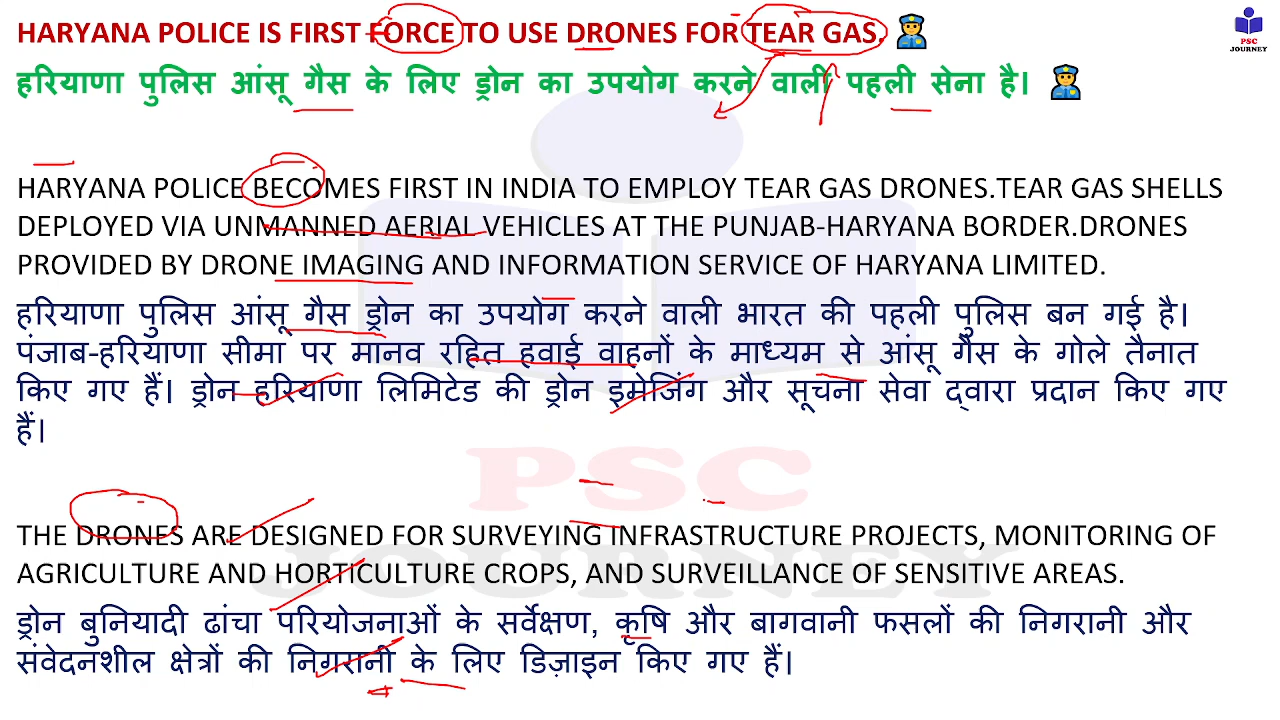 HARYANA POLICE IS FIRST FORCE TO USE DRONES FOR TEAR GAS.
PSC
JOURNEY
हरियाणा पुलिस आंसू गैस के लिए ड्रोन का उपयोग करने वाली पहली सेना है।
HARYANA POLICE BECOMES FIRST IN INDIA TO EMPLOY TEAR GAS DRONES.TEAR GAS SHELLS
DEPLOYED VIA UNMANNED AERIAL VEHICLES AT THE PUNJAB-HARYANA BORDER.DRONES
PROVIDED BY DRONE IMAGING AND INFORMATION SERVICE OF HARYANA LIMITED.
हरियाणा पुलिस आंसू गैस ड्रोन का उपयोग करने वाली भारत की पहली पुलिस बन गई है।
पंजाब-हरियाणा सीमा पर मानव रहित हवाई वाहनों के माध्यम से आंसू गैस के गोले तैनात
किए गए हैं। ड्रोन हरियाणा लिमिटेड की ड्रोन इमेजिंग और सूचना सेवा द्वारा प्रदान किए गए
हैं।
PSC
JOURNEY
THE DRONES ARE DESIGNED FOR SURVEYING INFRASTRUCTURE PROJECTS, MONITORING OF
AGRICULTURE AND HORTICULTURE CROPS, AND SURVEILLANCE OF SENSITIVE AREAS.
ड्रोन बुनियादी ढांचा परियोजनाओं के सर्वेक्षण, कृषि और बागवानी फसलों की निगरानी और
संवेदनशील क्षेत्रों की निगरानी के लिए डिज़ाइन किए गए हैं।